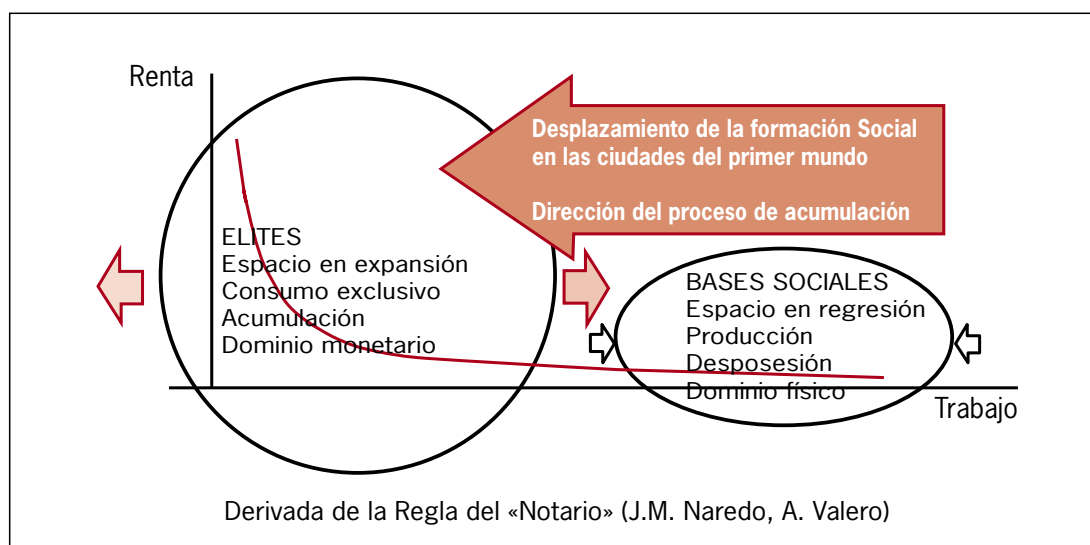 Renta
Desplazamiento de la formación Social
en las ciudades del primer mundo
Dirección del proceso de acumulación
ELITES
Espacio en expansión
Consumo exclusivo
Acumulación
Dominio monetario
BASES SOCIALES
Espacio en regresión
Producción
Desposesión
Dominio físico
Trabajo
Derivada de la Regla del «Notario» (J.M. Naredo, A. Valero)